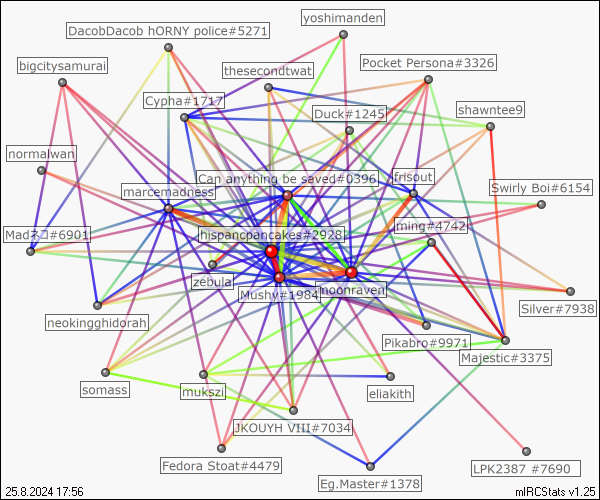 yoshimanden
DacobDacob hORNY police#5271
Pocket Persona#3326
bigcitysamurai
thesecondtwat
Cypha#1717
Duck#1245
shawntee9
normalwan
Can anything be saved#0396
frisout
marcemadness
Swirly Boi#6154
ming#4742
Madネコ#6901
hispancpancakes#2928
zebula
Mushy#1984
moonraven
Silver#7938
neokingghidorah
Pikabro#9971
Majestic#3375
somass
mukszi
eliakith
JKOUYH VIII#7034
Fedora Stoat#4479
LPK2387 #7690
Eg.Master#1378
25.8.2024 17:56
mIRCStats v1.25